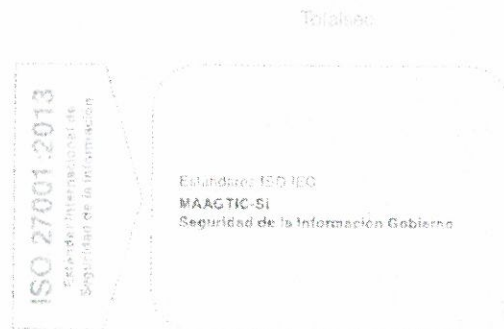 Totalsec
ISO 27001:2013
Estándar Internacional de
Seguridad de la Información
Estándares ISO IEC
MAAGTIC-SI
Seguridad de la Información Gobierno